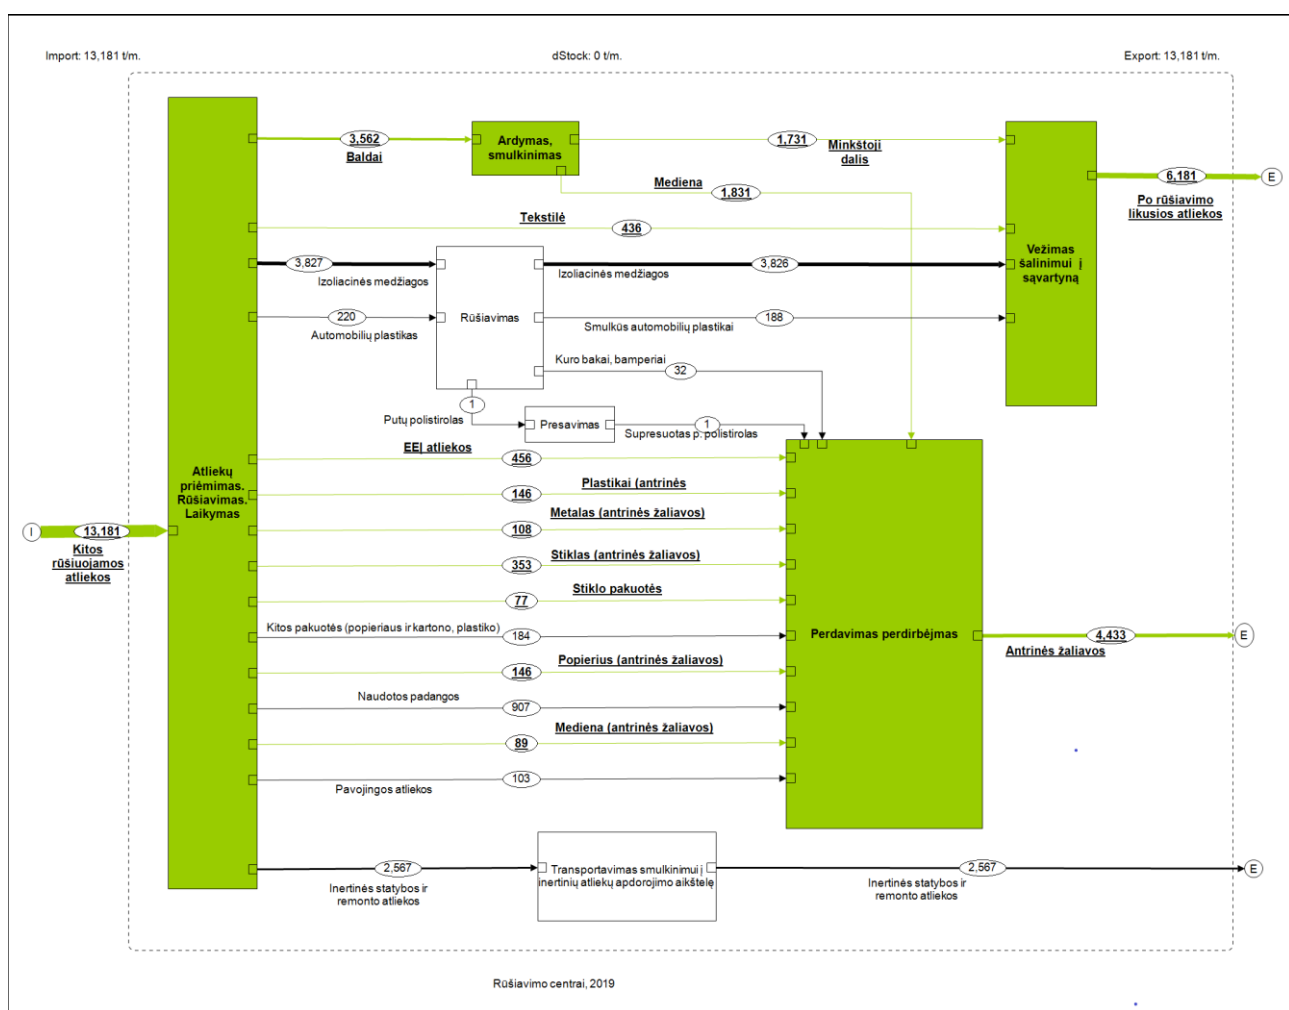 Import: 13,181 t/m.
dStock: 0 t/m.
Export: 13,181 t/m.
3,562
Baldai
Ardymas,
smulkinimas
1,731
Minkštoji
dalis
Mediena
1,831
6,181
E
Po rūšiavimo
likusios atliekos
Tekstilė
436
Vežimas
šalinimui į
sąvartyną
3,827
Izoliacinės medžiagos
Rūšiavimas
3,826
Izoliacinės medžiagos
220
Automobilių plastikas
188
Smulkūs automobilių plastikai
Kuro bakai, bamperiai
32
1
Putų polistirolas
Presavimas
1
Supresuotas p. polistirolas
EEĮ atliekos
456
Atliekų
priėmimas.
Rūšiavimas.
Laikymas
Plastikai (antrinės
146
Metalas (antrinės žaliavos)
108
I
13,181
Kitos
rūšiuojamos
atliekos
Stiklas (antrinės žaliavos)
353
Stiklo pakuotės
77
Kitos pakuotės (popieriaus ir kartono, plastiko)
184
Perdavimas perdirbėjmas
4,433
E
Antrinės žaliavos
Popierius (antrinės žaliavos)
146
Naudotos padangos
907
Mediena (antrinės žaliavos)
89
Pavojingos atliekos
103
2,567
Inertinės statybos ir
remonto atliekos
Transportavimas smulkinimui į
inertinių atliekų apdorojimo aikštelę
2,567
E
Inertinės statybos ir
remonto atliekos
Rūšiavimo centrai, 2019